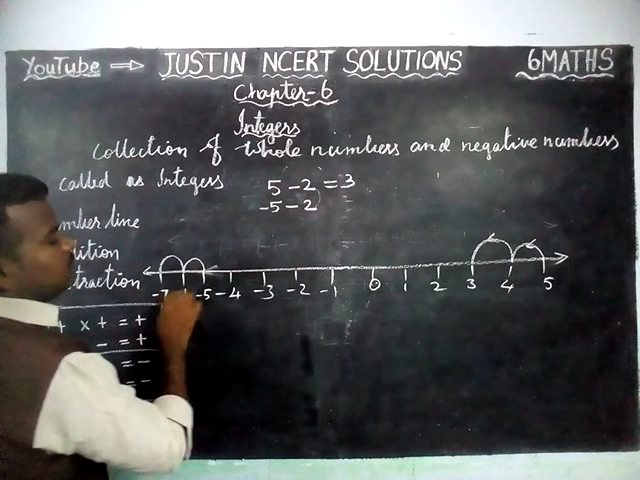 YouTube → JUSTIN NCERT SOLUTIONS 6MATHS
Chapter-6
Integers
Collection of Whole numbers and negative numbers
called as Integers
5 - 2 = 3
-5 - 2
mber line
ition
traction
-7 -5 -4 -3 -2 -1 0 1 2 3 4 5
+ x + = +
- = +
= -
= -